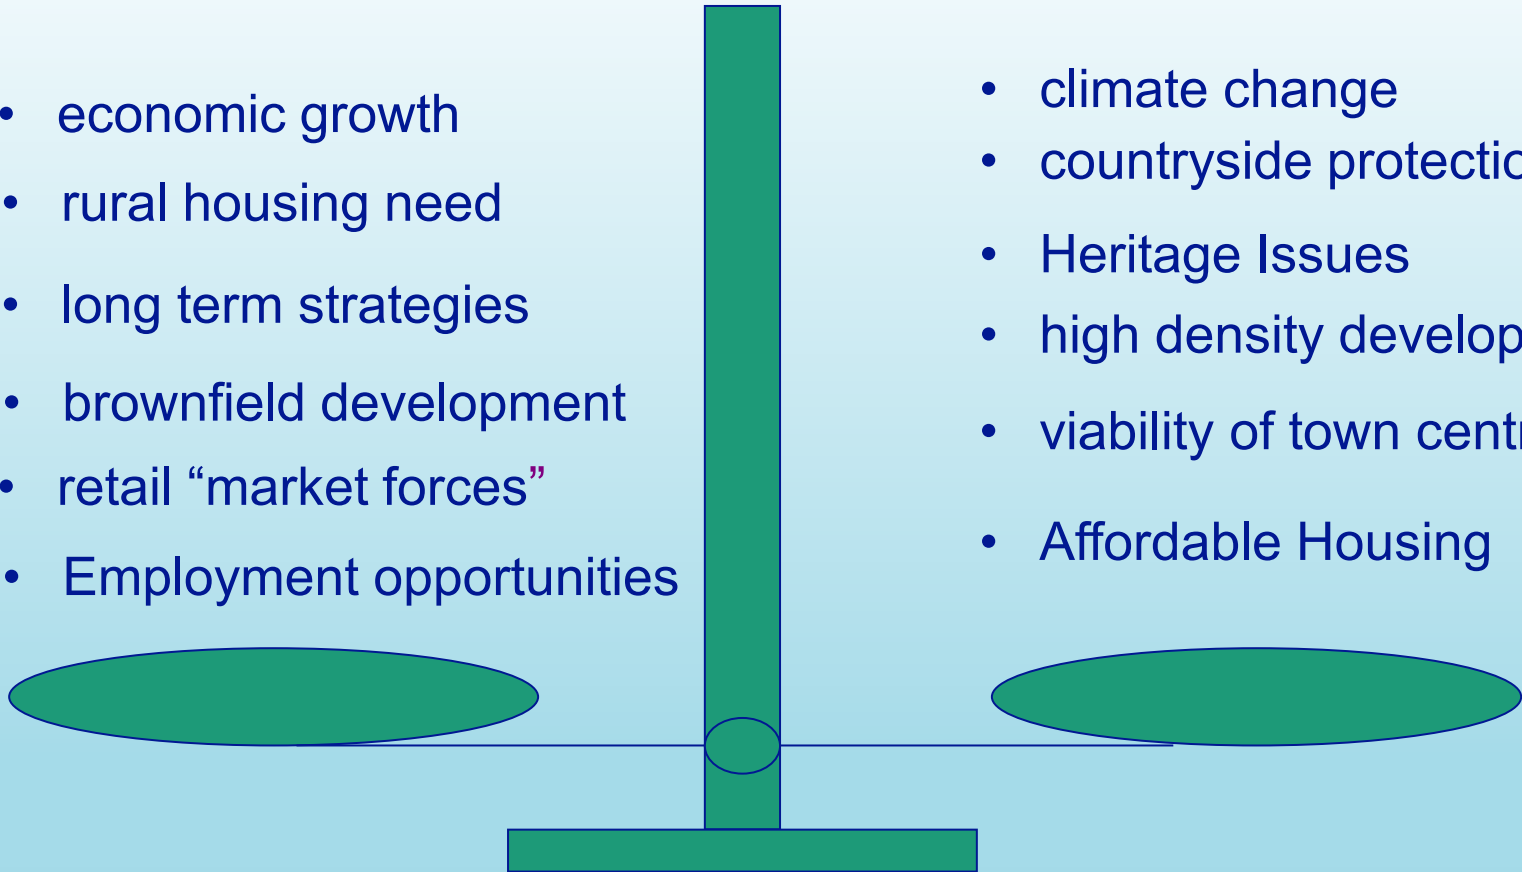 • economic growth
• rural housing need
• long term strategies
• brownfield development
• retail “market forces”
• Employment opportunities
• climate change
• countryside protectio
• Heritage Issues
• high density develop
• viability of town cent
• Affordable Housing